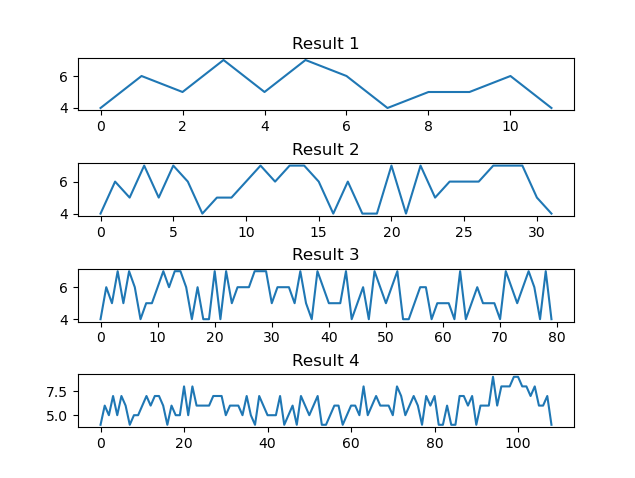 Result 1
6
4
0 2 4 6 8 10
Result 2
6
4
0 5 10 15 20 25 30
Result 3
6
4
0 10 20 30 40 50 60 70 80
Result 4
7.5
5.0
0 20 40 60 80 100